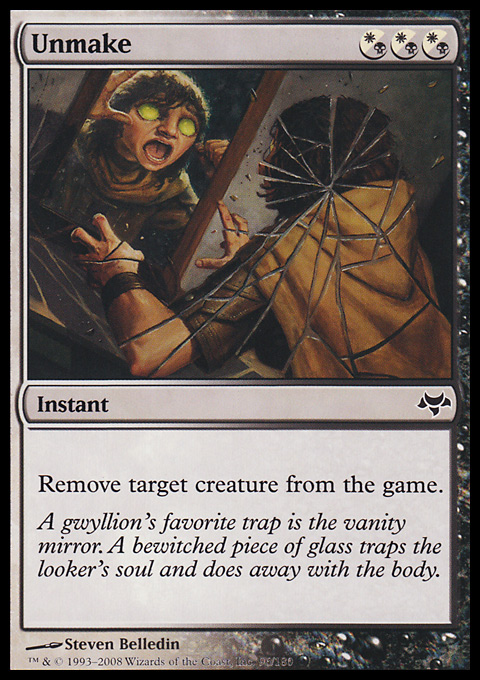 Unmake
Instant
Remove target creature from the game.
A gwyllion's favorite trap is the vanity
mirror. A bewitched piece of glass traps the
looker's soul and does away with the body.
Steven Belledin
™ & © 1993–2008 Wizards of the Coast, Inc. 96/180